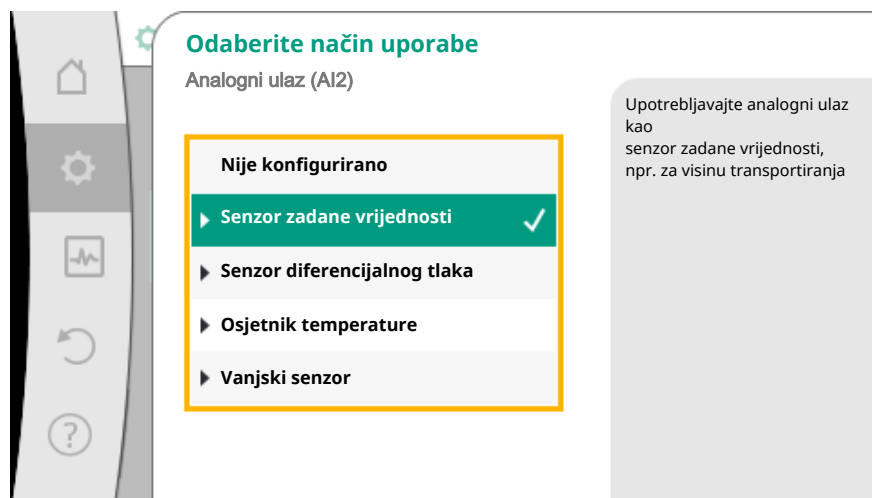 Odaberite način uporabe
Analogni ulaz (AI2)
Nije konfigurirano
Senzor zadane vrijednosti
Senzor diferencijalnog tlaka
Osjetnik temperature
Vanjski senzor
Upotrebljavajte analogni ulaz
kao
senzor zadane vrijednosti,
npr. za visinu transportiranja